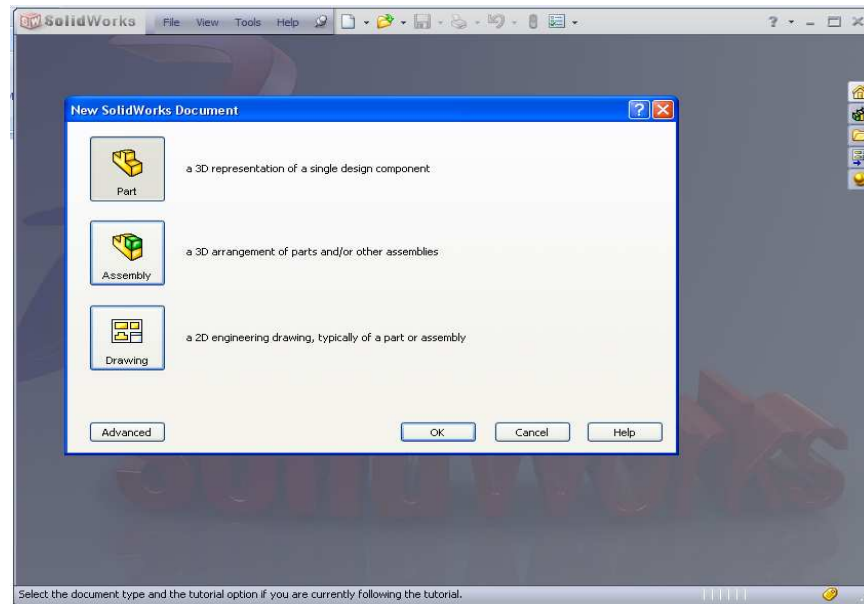 SolidWorks File View Tools Help
New SolidWorks Document
Part
a 3D representation of a single design component
Assembly
a 3D arrangement of parts and/or other assemblies
Drawing
a 2D engineering drawing, typically of a part or assembly
Advanced OK Cancel Help
SolidWorks
Select the document type and the tutorial option if you are currently following the tutorial.